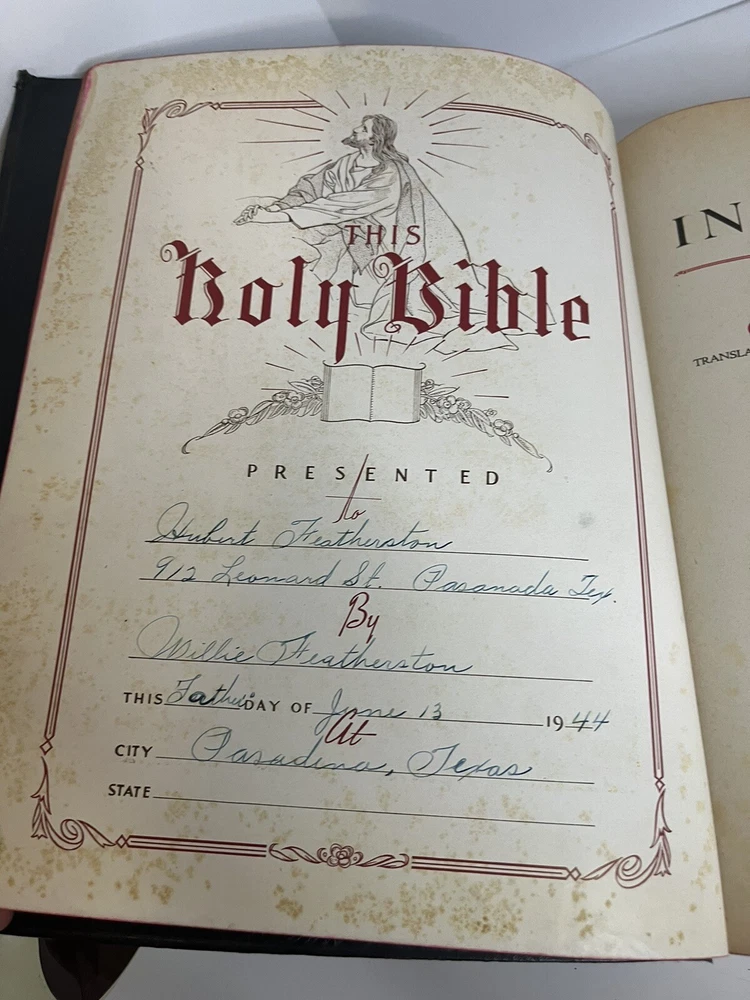 THIS
Holy Bible
PRESENTED
To
Hubert Featherston
912 Leonard St. Pasanada Tex.
By
Willie Featherston
THIS Father DAY OF June 13 1944
At
CITY Pasadena, Texas
STATE
IN
TRANSLA